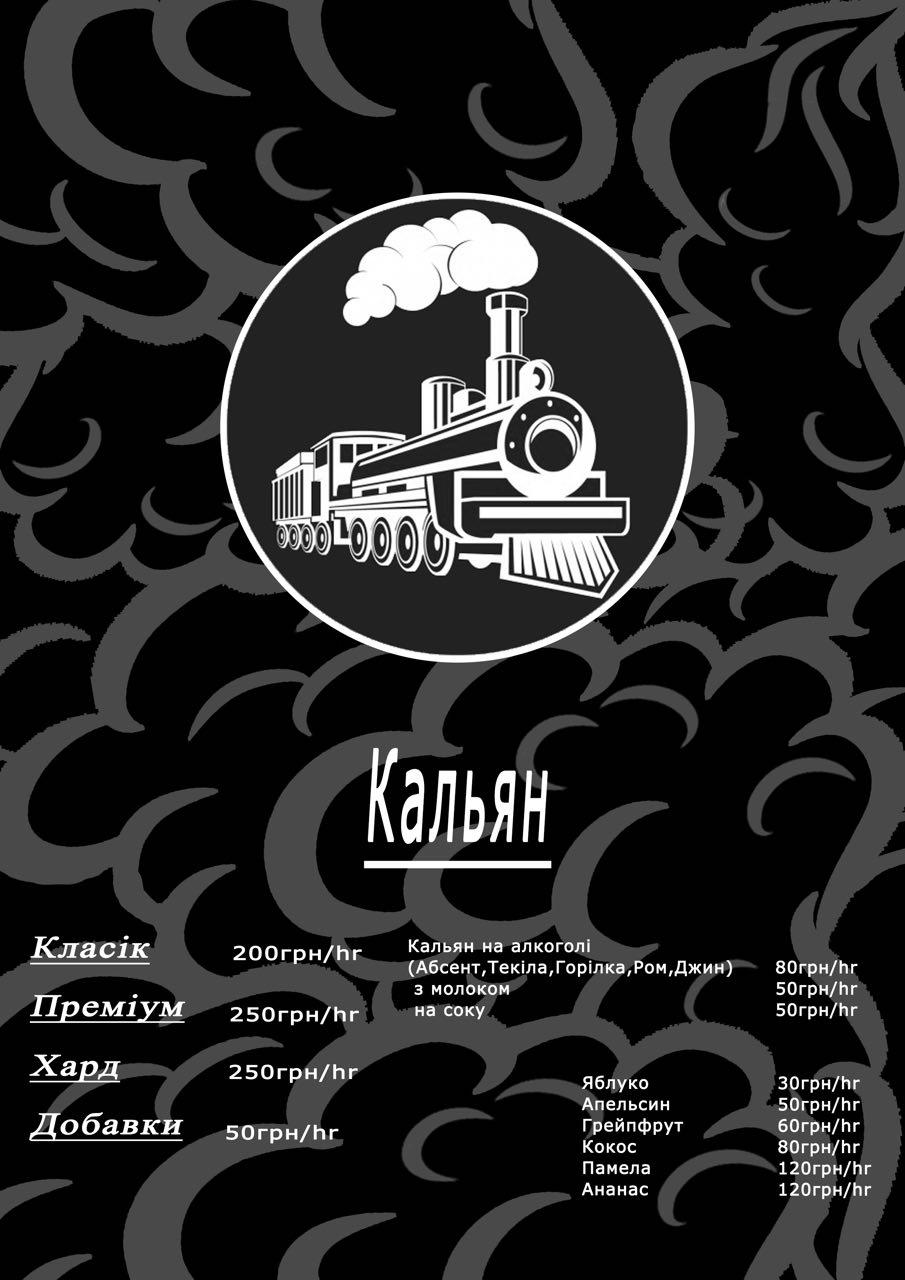 Кальян
Класік 200грн/hr
Преміум 250грн/hr
Хард 250грн/hr
Добавки 50грн/hr
Кальян на алкоголі
(Абсент,Текіла,Горілка,Ром,Джин) 80грн/hr
з молоком 50грн/hr
на соку 50грн/hr
Яблуко 30грн/hr
Апельсин 50грн/hr
Грейпфрут 60грн/hr
Кокос 80грн/hr
Памела 120грн/hr
Ананас 120грн/hr